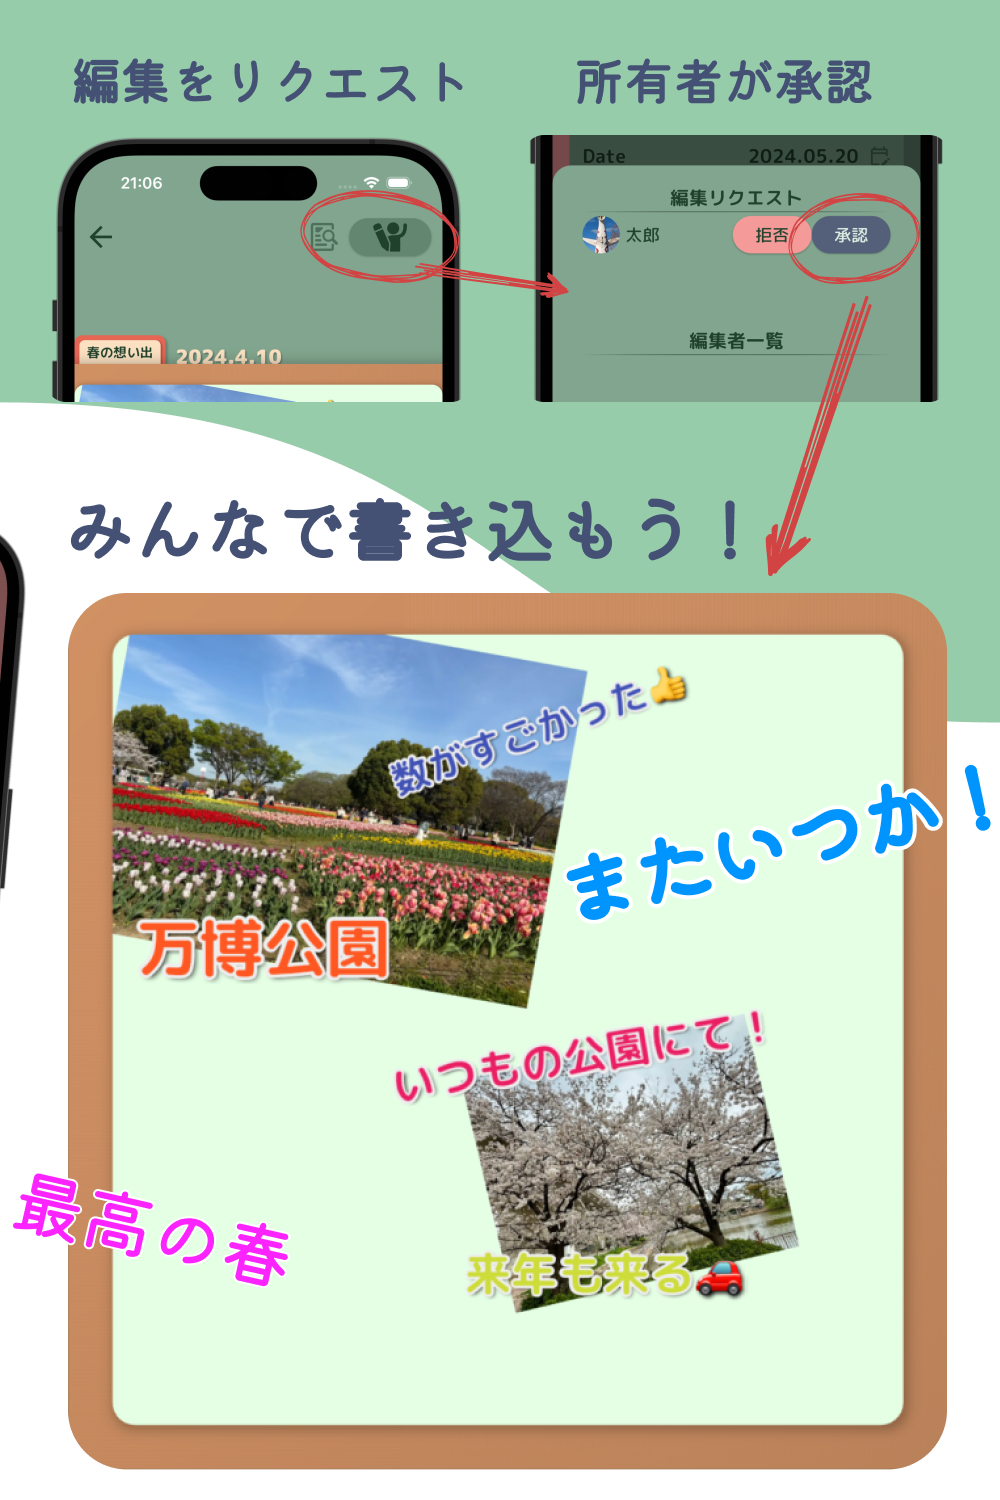 編集をリクエスト
所有者が承認
21:06
春の想い出
2024.4.10
Date
2024.05.20
編集リクエスト
太郎
拒否
承認
編集者一覧
みんなで書き込もう！
数がすごかった👍
またいつか！
万博公園
いつもの公園にて！
最高の春
来年も来る🚗